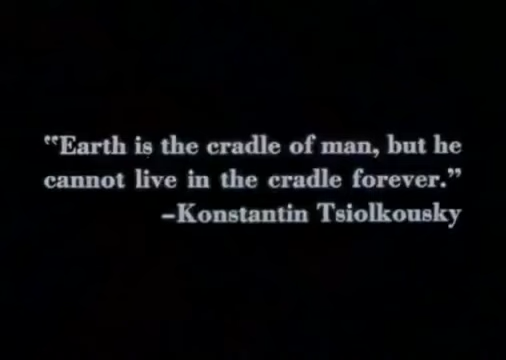 “Earth is the cradle of man, but he
cannot live in the cradle forever.”
–Konstantin Tsiolkousky